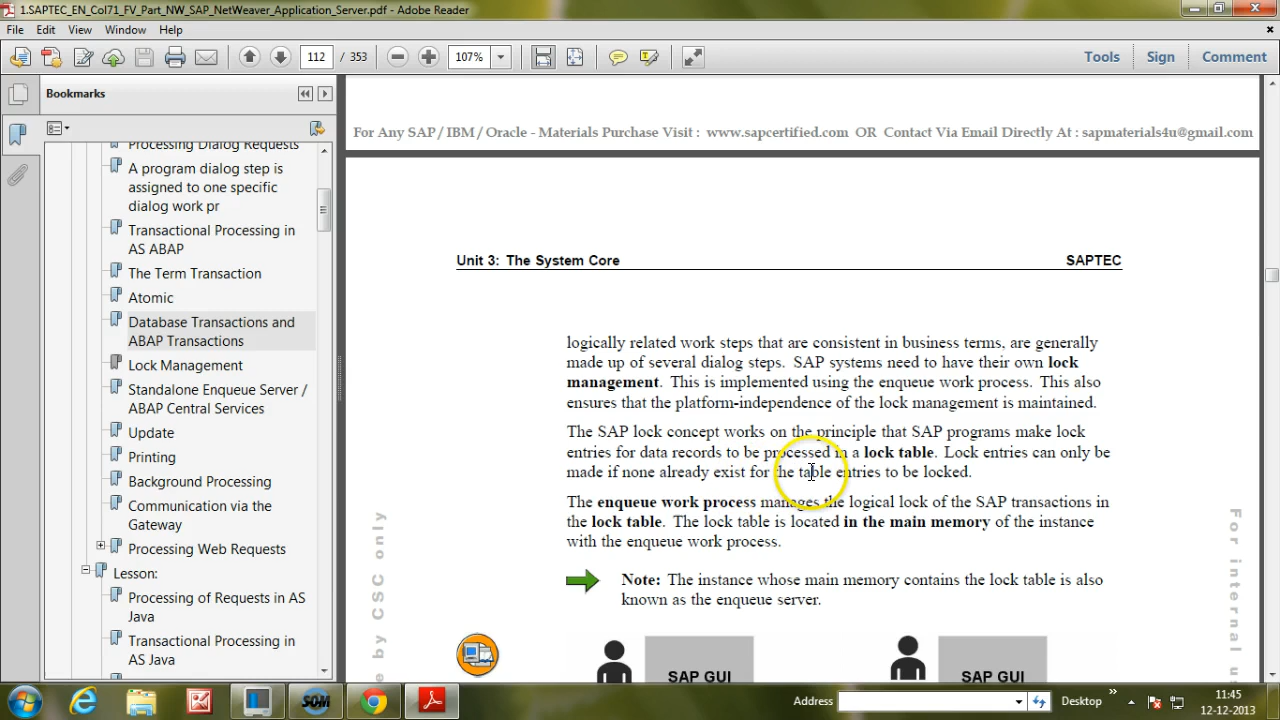 1.SAPTEC_EN_Col71_FV_Part_NW_SAP_NetWeaver_Application_Server.pdf - Adobe Reader
File Edit View Window Help
112 / 353 107% Tools Sign Comment
Bookmarks
Processing Dialog Requests
A program dialog step is
assigned to one specific
dialog work pr
Transactional Processing in
AS ABAP
The Term Transaction
Atomic
Database Transactions and
ABAP Transactions
Lock Management
Standalone Enqueue Server /
ABAP Central Services
Update
Printing
Background Processing
Communication via the
Gateway
Processing Web Requests
Lesson:
Processing of Requests in AS
Java
Transactional Processing in
AS Java
For Any SAP / IBM / Oracle - Materials Purchase Visit : www.sapcertified.com OR Contact Via Email Directly At : sapmaterials4u@gmail.com
Unit 3: The System Core SAPTEC
logically related work steps that are consistent in business terms, are generally
made up of several dialog steps. SAP systems need to have their own lock
management. This is implemented using the enqueue work process. This also
ensures that the platform-independence of the lock management is maintained.
The SAP lock concept works on the principle that SAP programs make lock
entries for data records to be processed in a lock table. Lock entries can only be
made if none already exist for the table entries to be locked.
The enqueue work process manages the logical lock of the SAP transactions in
the lock table. The lock table is located in the main memory of the instance
with the enqueue work process.
Note: The instance whose main memory contains the lock table is also
known as the enqueue server.
SAP GUI SAP GUI
e by CSC only
For internal u
Address Desktop
11:45
12-12-2013